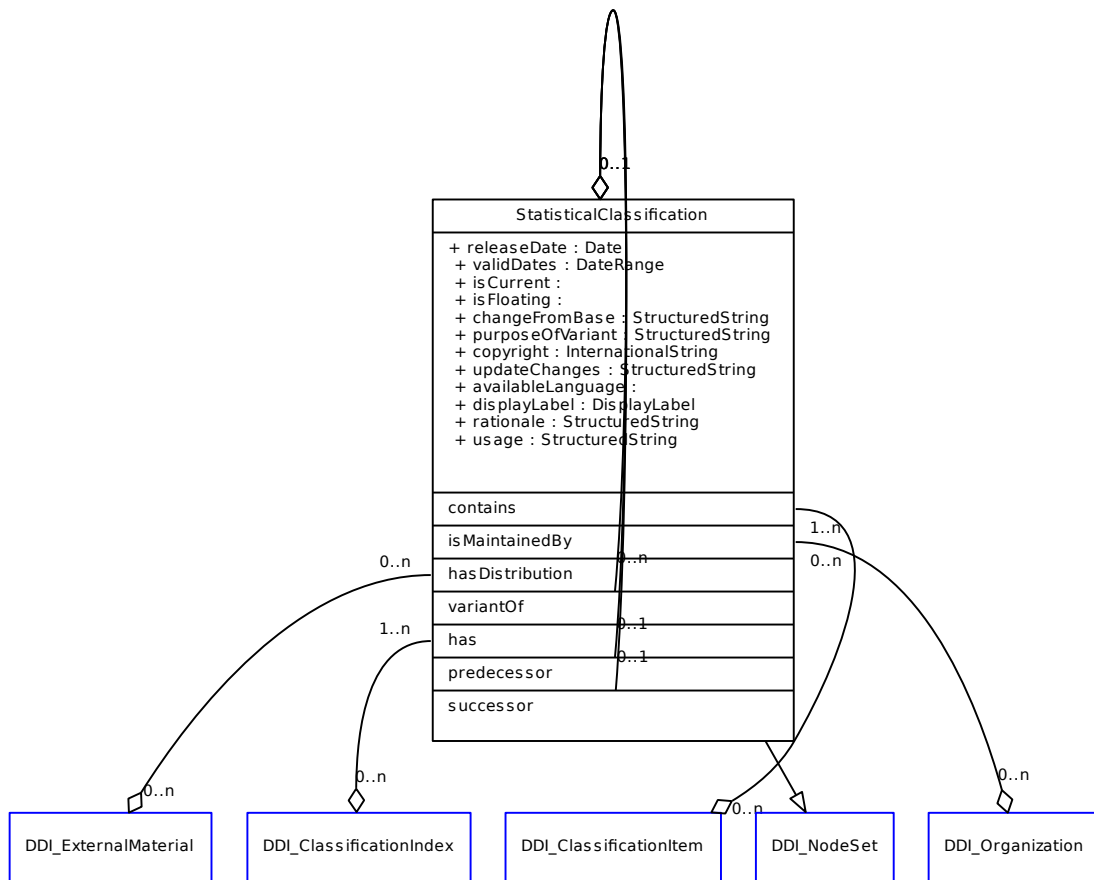 0..1
StatisticalClassification
+ releaseDate : Date
+ validDates : DateRange
+ isCurrent :
+ isFloating :
+ changeFromBase : StructuredString
+ purposeOfVariant : StructuredString
+ copyright : InternationalString
+ updateChanges : StructuredString
+ availableLanguage :
+ displayLabel : DisplayLabel
+ rationale : StructuredString
+ usage : StructuredString
contains
1..n
isMaintainedBy
0..n
0..n
0..n
hasDistribution
variantOf
0..1
1..n
has
0..1
predecessor
successor
0..n
0..n
0..n
0..n
DDI_ExternalMaterial
DDI_ClassificationIndex
DDI_ClassificationItem
DDI_NodeSet
DDI_Organization